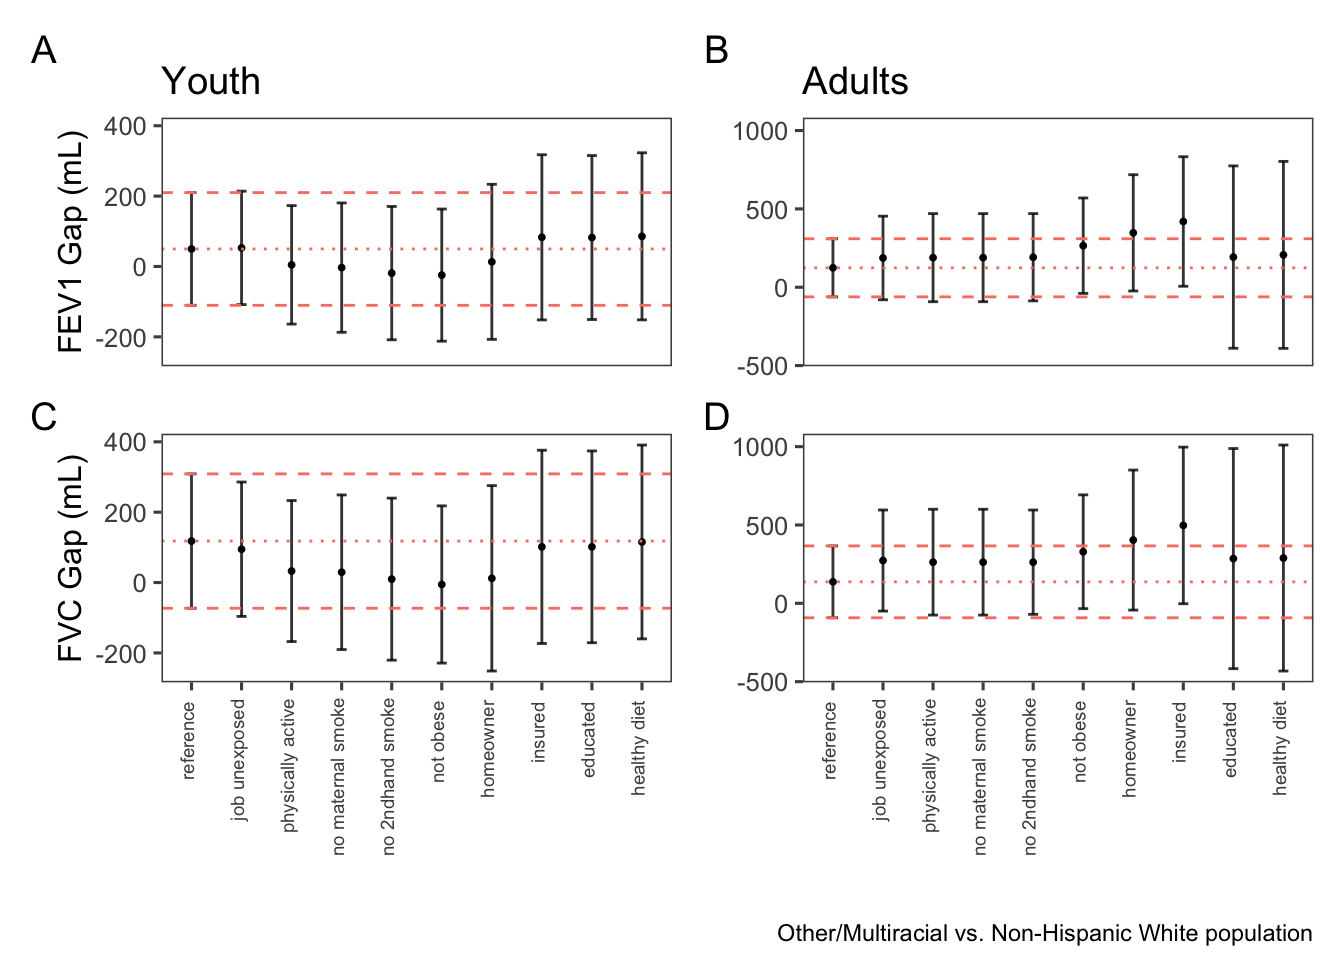 A
B
Youth
Adults
FEV1 Gap (mL)
400
200
0
-200
1000
500
0
-500
C
D
FVC Gap (mL)
400
200
0
-200
1000
500
0
-500
reference
job unexposed
physically active
no maternal smoke
no 2ndhand smoke
not obese
homeowner
insured
educated
healthy diet
reference
job unexposed
physically active
no maternal smoke
no 2ndhand smoke
not obese
homeowner
insured
educated
healthy diet
Other/Multiracial vs. Non-Hispanic White population